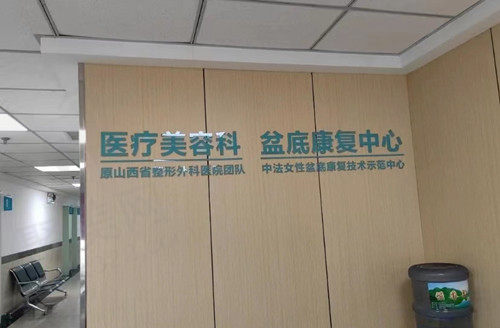 医疗美容科 盆底康复中心
原山西省整形外科医院团队 中法女性盆底康复技术示范中心